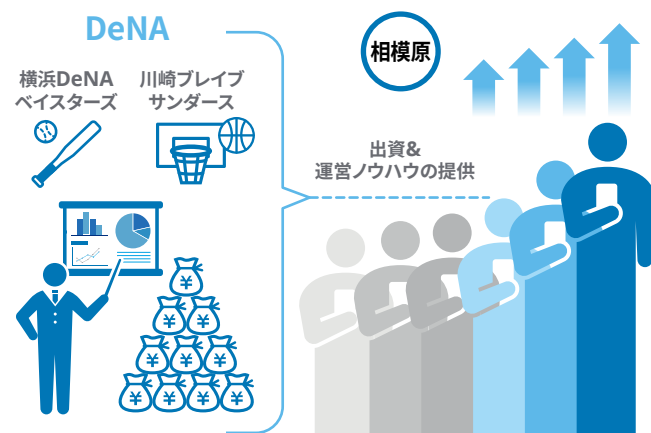 DeNA
横浜DeNA
ベイスターズ
川崎ブレイブ
サンダース
相模原
出資&
運営ノウハウの提供
¥
¥ ¥
¥ ¥ ¥
¥ ¥ ¥ ¥